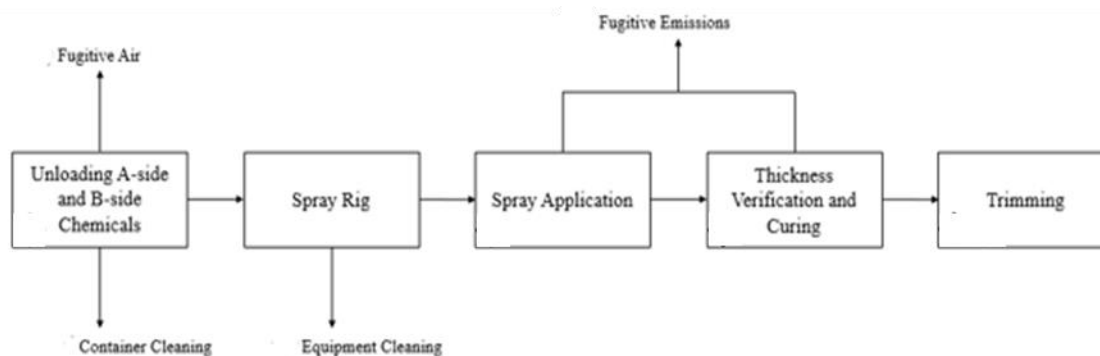 Fugitive Emissions
Fugitive Air
Unloading A-side
and B-side
Chemicals
Spray Rig
Spray Application
Thickness
Verification and
Curing
Trimming
Container Cleaning
Equipment Cleaning